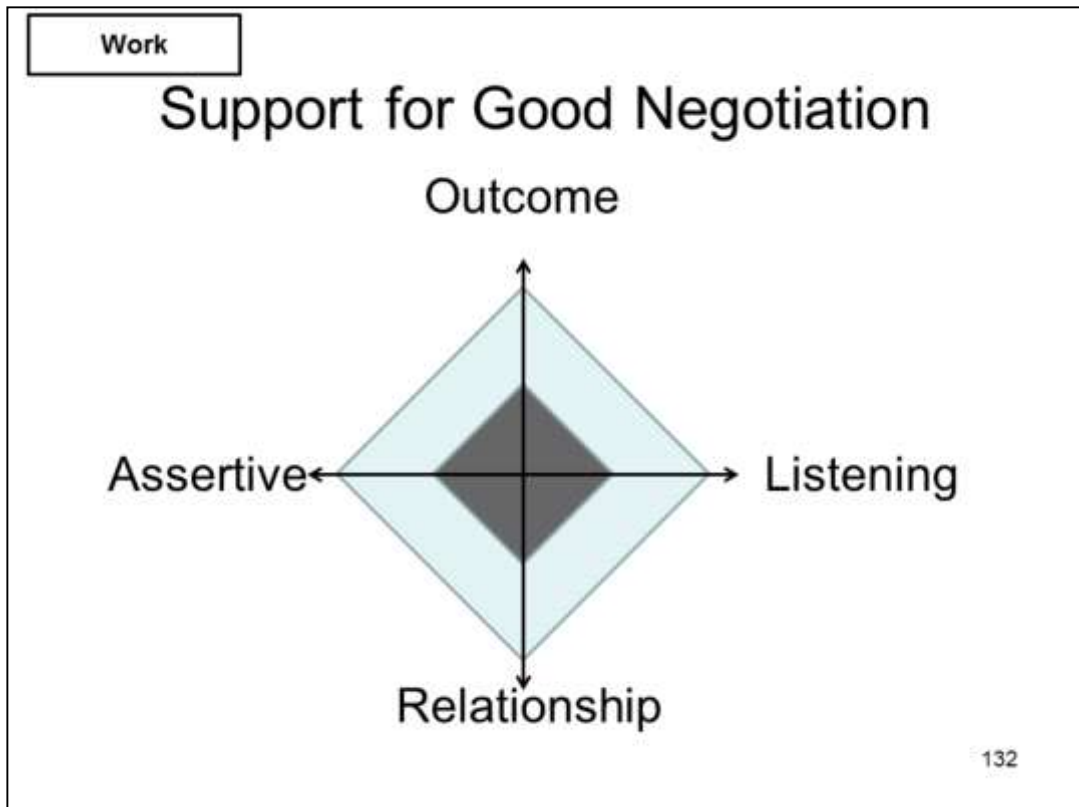 Work
Support for Good Negotiation
Outcome
Assertive
Listening
Relationship
132